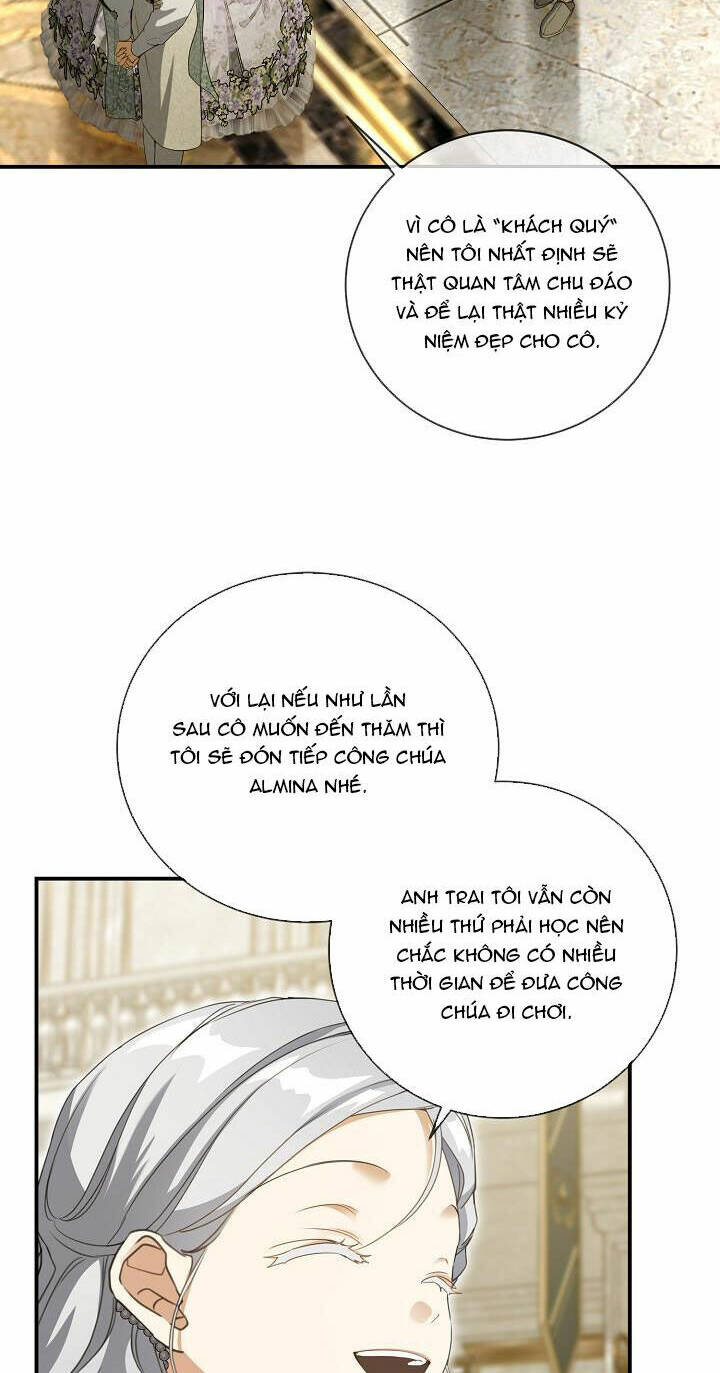 VÌ CÔ LÀ "KHÁCH QUÝ"
NÊN TÔI NHẤT ĐỊNH SẼ
THẬT QUAN TÂM CHU ĐÁO
VÀ ĐỂ LẠI THẬT NHIỀU KỶ
NIỆM ĐẸP CHO CÔ.
VỚI LẠI NẾU NHƯ LẦN
SAU CÔ MUỐN ĐẾN THĂM THÌ
TÔI SẼ ĐÓN TIẾP CÔNG CHÚA
ALMINA NHÉ.
ANH TRAI TÔI VẪN CÒN
NHIỀU THỨ PHẢI HỌC NÊN
CHẮC KHÔNG CÓ NHIỀU
THỜI GIAN ĐỂ ĐƯA CÔNG
CHÚA ĐI CHƠI.